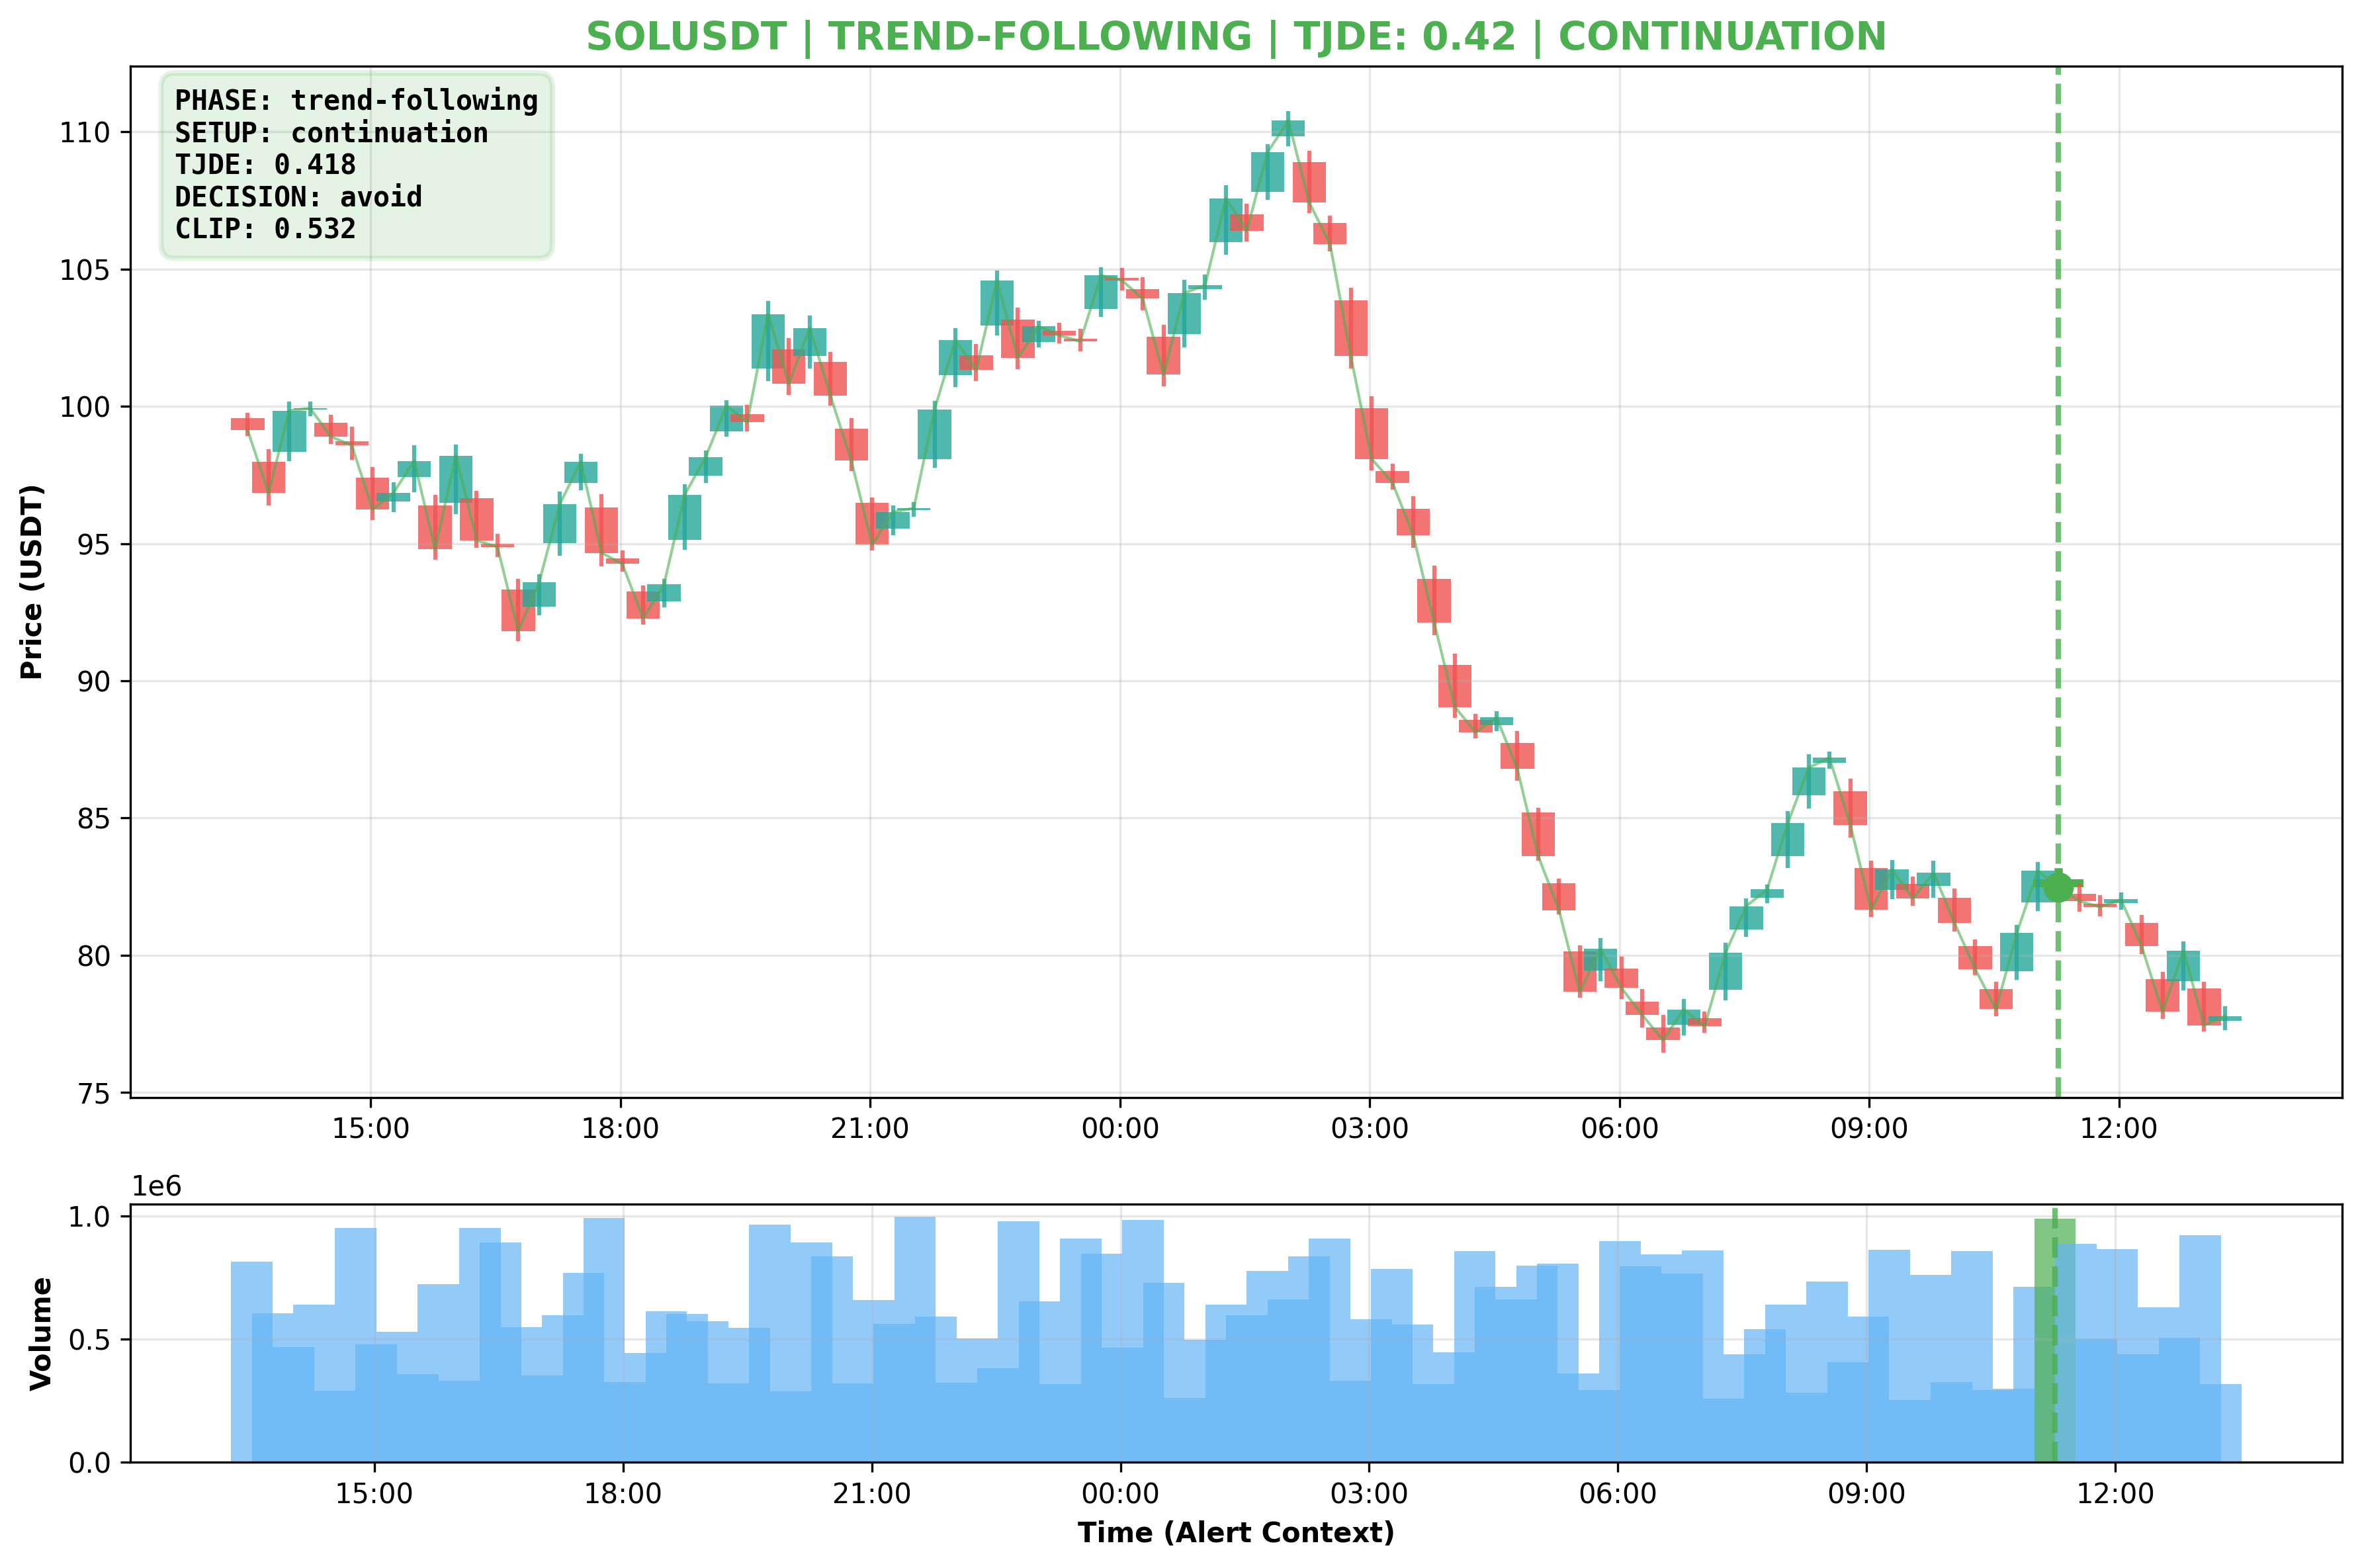 SOLUSDT | TREND-FOLLOWING | TJDE: 0.42 | CONTINUATION
PHASE: trend-following
SETUP: continuation
TJDE: 0.418
DECISION: avoid
CLIP: 0.532
Price (USDT)
110
105
100
95
90
85
80
75
15:00 18:00 21:00 00:00 03:00 06:00 09:00 12:00
1e6
Volume
1.0
0.5
0.0
15:00 18:00 21:00 00:00 03:00 06:00 09:00 12:00
Time (Alert Context)